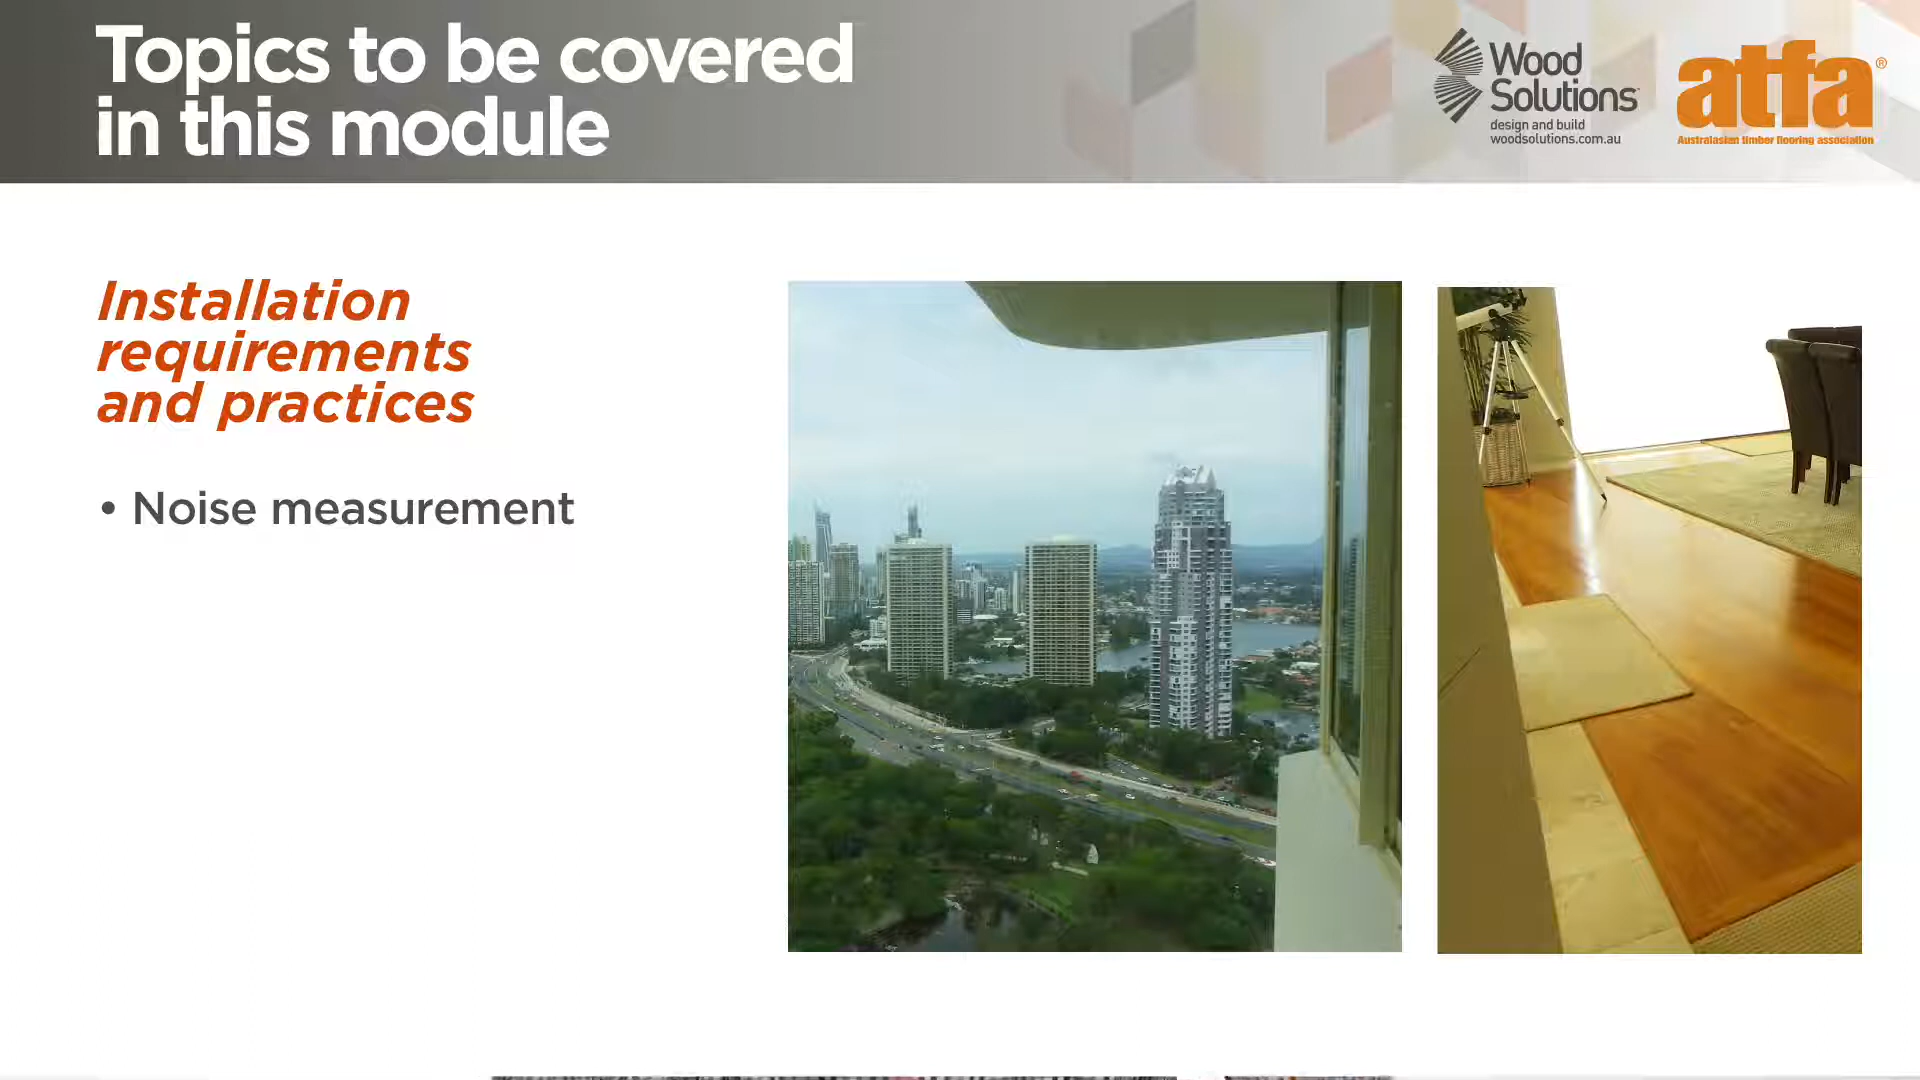 Topics to be covered
in this module
Wood
Solutions
design and build
woodsolutions.com.au
atfa®
Australasian timber flooring association
Installation
requirements
and practices
• Noise measurement